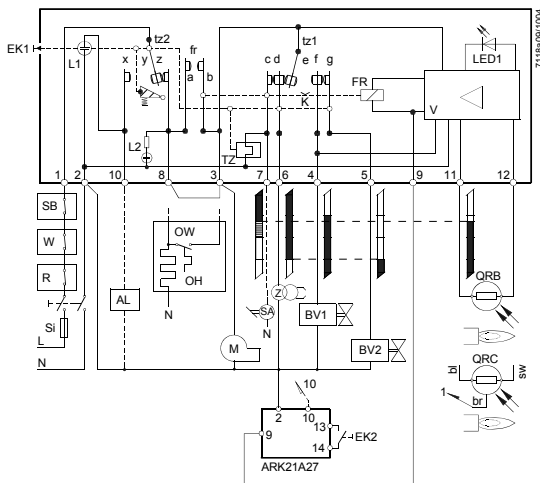 7118a09/1004
EK1
L1
tz2
x
y
z
fr
a
b
tz1
c
d
e
f
g
K
L2
TZ
FR
LED1
V
1
2
10
8
3
7
6
4
5
9
11
12
SB
W
R
Si
L
N
AL
OW
OH
N
M
SA
N
Z
BV1
BV2
QRB
QRC
bl
sw
br
1
10
2
10
9
13
14
EK2
ARK21A27